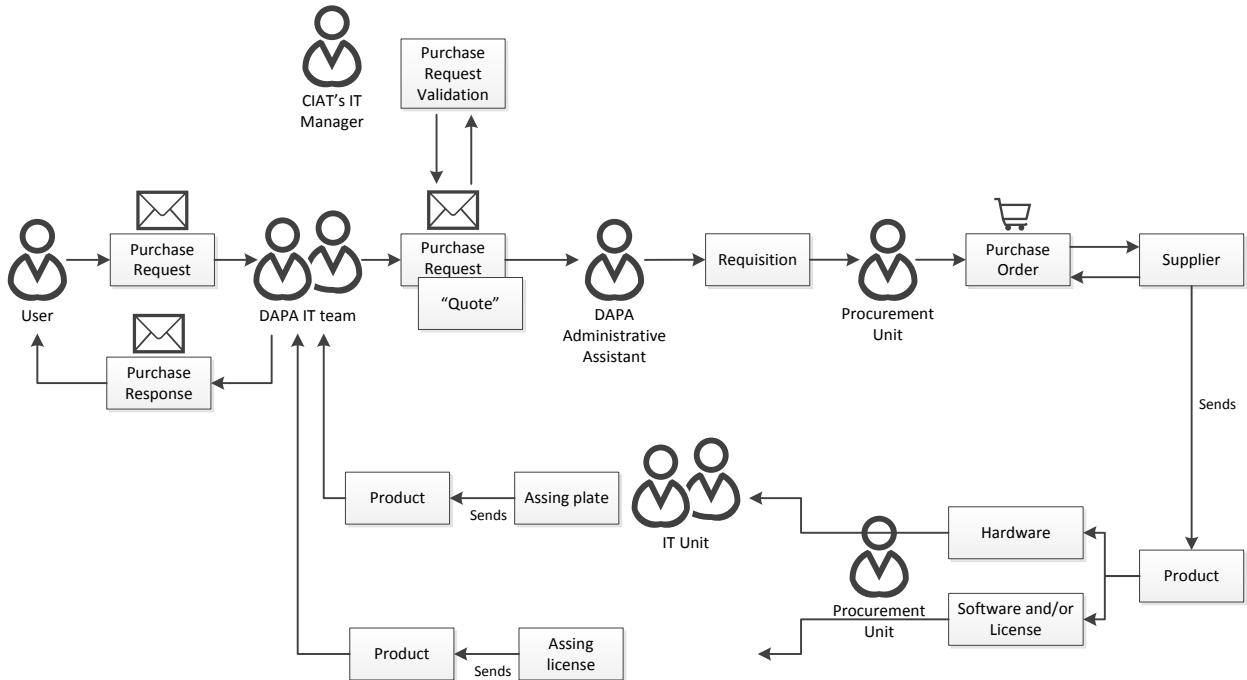 Purchase
Request
Validation
CIAT's IT
Manager
Purchase
Request
Purchase
Request
"Quote"
Requisition
Purchase
Order
Supplier
User
DAPA IT team
DAPA
Administrative
Assistant
Procurement
Unit
Purchase
Response
Sends
Product
Sends
Assing plate
IT Unit
Hardware
Product
Procurement
Unit
Software and/or
License
Product
Sends
Assing
license